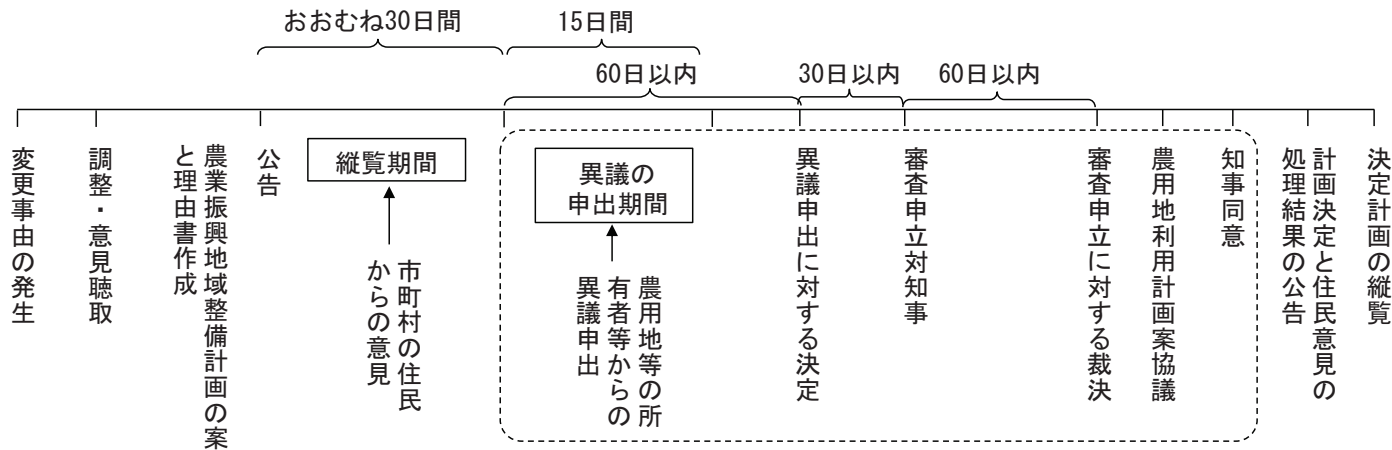 おおむね30日間
15日間
60日以内
30日以内
60日以内
変更事由の発生
調整・意見聴取
農業振興地域整備計画の案
と理由書作成
公告
縦覧期間
市町村の住民
からの意見
異議の
申出期間
農用地等の所
有者等からの
異議申出
異議申出に対する決定
審査申立対知事
審査申立に対する裁決
農用地利用計画案協議
知事同意
計画決定と住民意見の
処理結果の公告
決定計画の縦覧